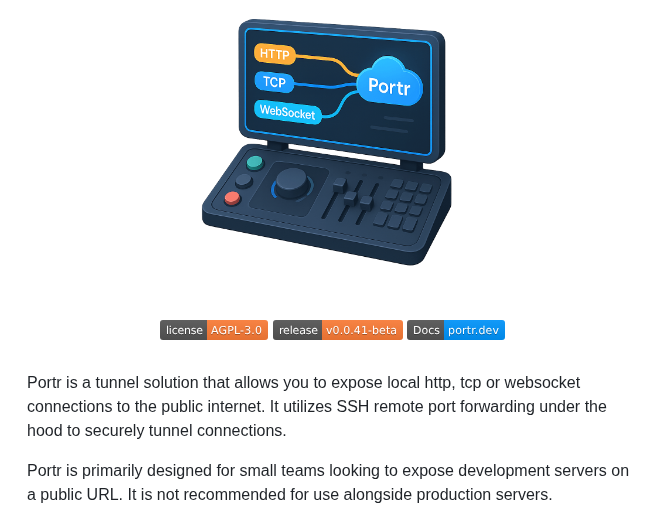 HTTP
TCP
WebSocket
Portr
license AGPL-3.0 release v0.0.41-beta Docs portr.dev
Portr is a tunnel solution that allows you to expose local http, tcp or websocket
connections to the public internet. It utilizes SSH remote port forwarding under the
hood to securely tunnel connections.
Portr is primarily designed for small teams looking to expose development servers on
a public URL. It is not recommended for use alongside production servers.